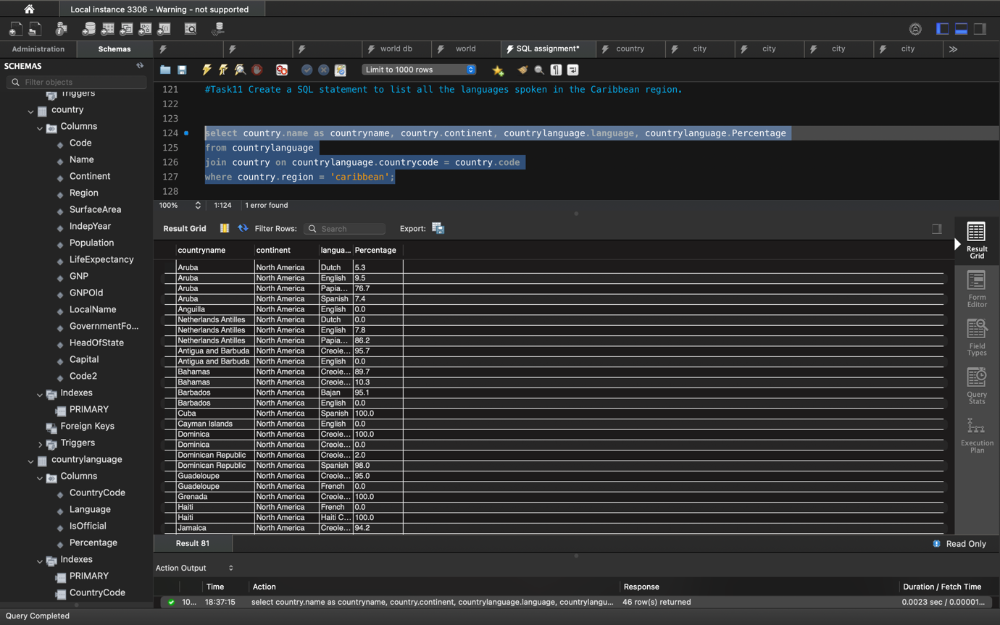 Local instance 3306 - Warning - not supported
Administration
Schemas
world db
world
SQL assignment*
country
city
city
city
city
SCHEMAS
Filter objects
Limit to 1000 rows
Triggers
country
Columns
Code
Name
Continent
Region
SurfaceArea
IndepYear
Population
LifeExpectancy
GNP
GNPOld
LocalName
GovernmentFo...
HeadOfState
Capital
Code2
Indexes
PRIMARY
Foreign Keys
Triggers
countrylanguage
Columns
CountryCode
Language
IsOfficial
Percentage
Indexes
PRIMARY
CountryCode
121 #Task11 Create a SQL statement to list all the languages spoken in the Caribbean region.
122
123
124 select country.name as countryname, country.continent, countrylanguage.language, countrylanguage.Percentage
125 from countrylanguage
126 join country on countrylanguage.countrycode = country.code
127 where country.region = 'caribbean';
128
100% 1:124 1 error found
Result Grid Filter Rows: Search Export:
countryname continent langua... Percentage
Aruba North America Dutch 5.3
Aruba North America English 9.5
Aruba North America Papia... 76.7
Aruba North America Spanish 7.4
Anguilla North America English 0.0
Netherlands Antilles North America Dutch 0.0
Netherlands Antilles North America English 7.8
Netherlands Antilles North America Papia... 86.2
Antigua and Barbuda North America Creole... 95.7
Antigua and Barbuda North America English 0.0
Bahamas North America Creole... 89.7
Bahamas North America Creole... 10.3
Barbados North America Bajan 95.1
Barbados North America English 0.0
Cuba North America Spanish 100.0
Cayman Islands North America English 0.0
Dominica North America Creole... 100.0
Dominica North America Creole... 0.0
Dominican Republic North America Creole... 2.0
Dominican Republic North America Spanish 98.0
Guadeloupe North America Creole... 95.0
Guadeloupe North America French 0.0
Grenada North America Creole... 100.0
Haiti North America French 0.0
Haiti North America Haiti C... 100.0
Jamaica North America Creole... 94.2
Result
Grid
Form
Editor
Field
Types
Query
Stats
Execution
Plan
Result 81
Read Only
Action Output
Time Action Response Duration / Fetch Time
10... 18:37:15 select country.name as countryname, country.continent, countrylanguage.language, countrylangu... 46 row(s) returned 0.0023 sec / 0.00001...
Query Completed